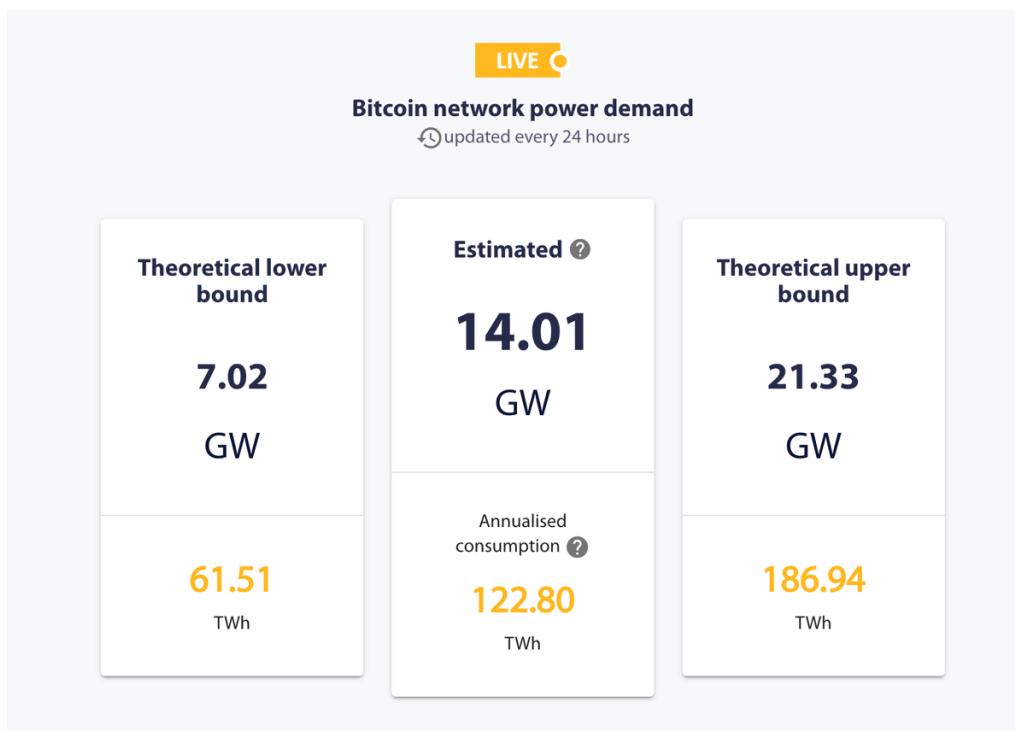 LIVE
Bitcoin network power demand
updated every 24 hours
Theoretical lower
bound
7.02
GW
61.51
TWh
Estimated ?
14.01
GW
Annualised
consumption ?
122.80
TWh
Theoretical upper
bound
21.33
GW
186.94
TWh